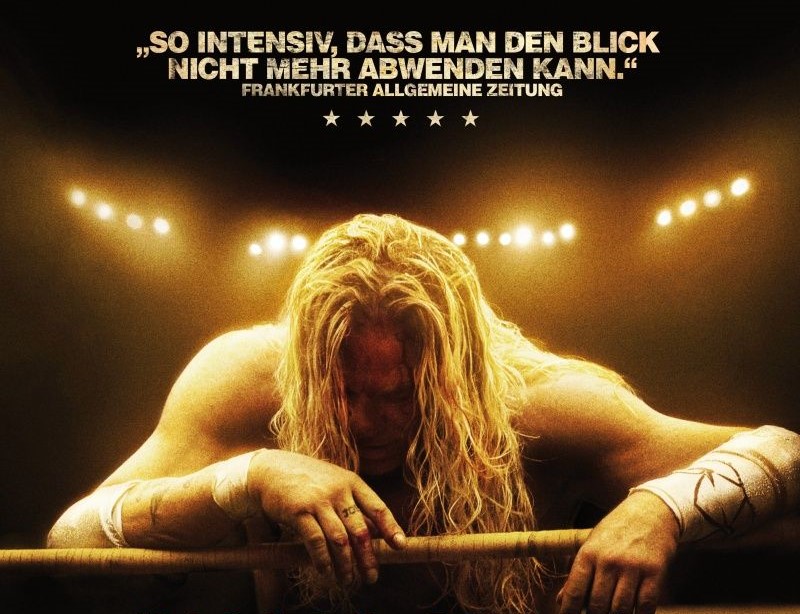 „SO INTENSIV, DASS MAN DEN BLICK
NICHT MEHR ABWENDEN KANN.“
FRANKFURTER ALLGEMEINE ZEITUNG